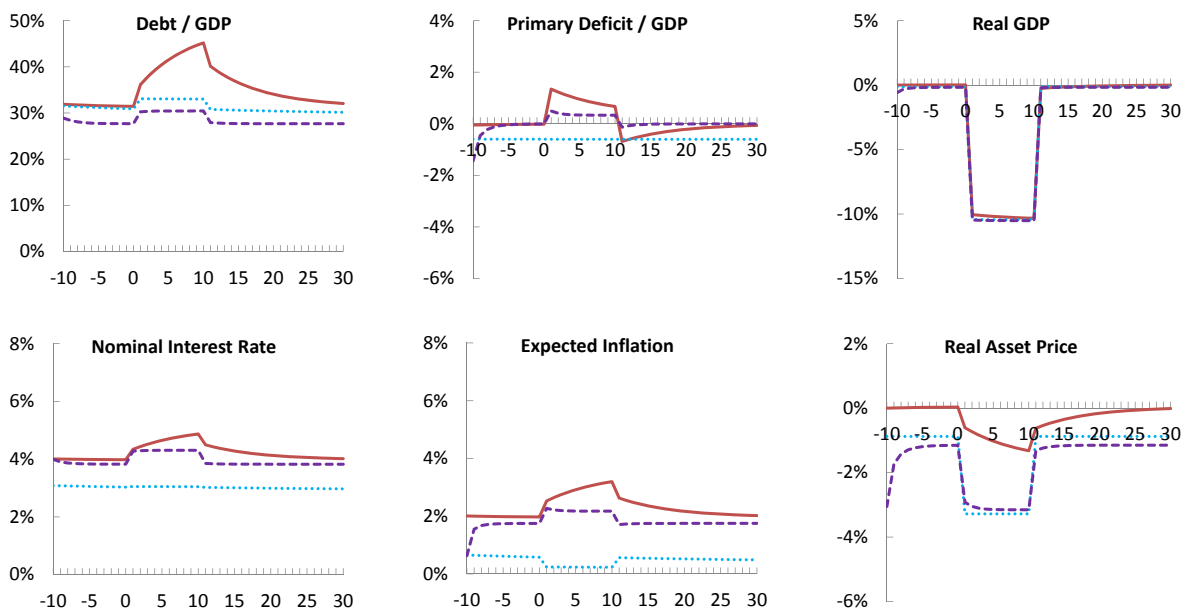 Debt / GDP
50%
40%
30%
20%
10%
0%
-10 -5 0 5 10 15 20 25 30
Primary Deficit / GDP
4%
2%
0%
-2%
-4%
-6%
-10 -5 0 5 10 15 20 25 30
Real GDP
5%
0%
-5%
-10%
-15%
-10 -5 0 5 10 15 20 25 30
Nominal Interest Rate
8%
6%
4%
2%
0%
-10 -5 0 5 10 15 20 25 30
Expected Inflation
8%
6%
4%
2%
0%
-10 -5 0 5 10 15 20 25 30
Real Asset Price
2%
0%
-2%
-4%
-6%
-10 -5 0 5 10 15 20 25 30